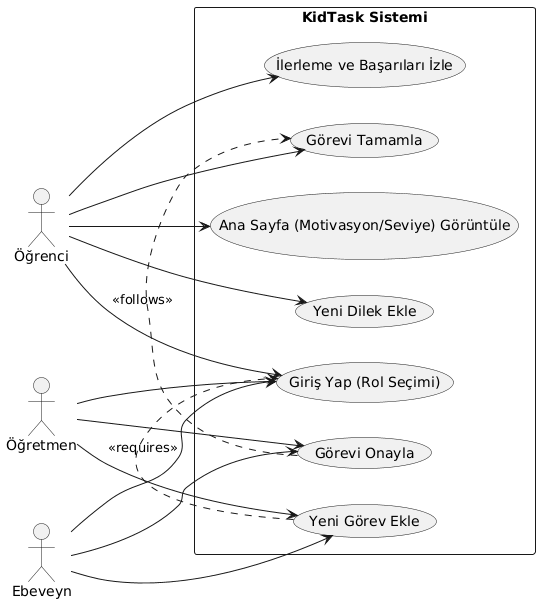 KidTask Sistemi
İlerleme ve Başarıları İzle
Görevi Tamamla
Ana Sayfa (Motivasyon/Seviye) Görüntüle
Öğrenci
«follows»
Yeni Dilek Ekle
Giriş Yap (Rol Seçimi)
Öğretmen
«requires»
Görevi Onayla
Yeni Görev Ekle
Ebeveyn